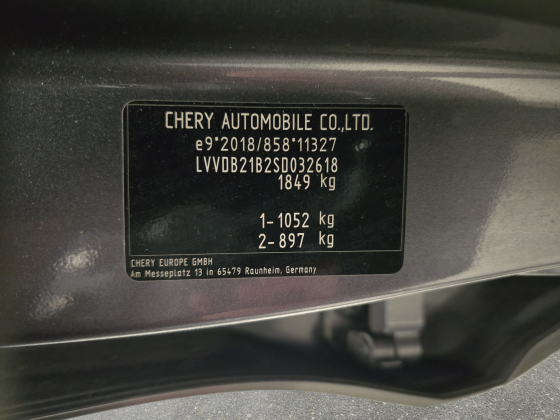 CHERY AUTOMOBILE CO.,LTD.
e9*2018/858*11327
LVVDB21B2SD032618
1849 kg
1-1052 kg
2-897 kg
CHERY EUROPE GMBH
Am Messeplatz 13 in 65479 Raunheim, Germany